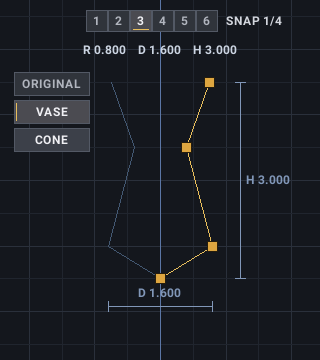 1 2 3 4 5 6 SNAP 1/4
R 0.800 D 1.600 H 3.000
ORIGINAL
VASE
CONE
H 3.000
D 1.600